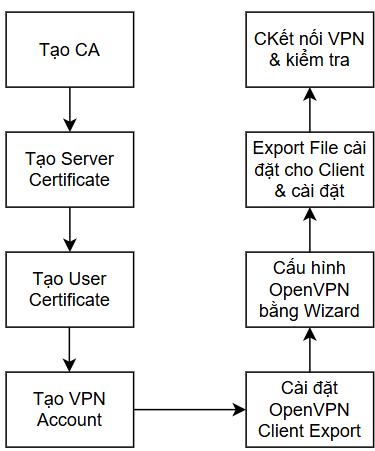 Tạo CA
Tạo Server
Certificate
Tạo User
Certificate
Tạo VPN
Account
Cài đặt
OpenVPN
Client Export
Cấu hình
OpenVPN
bằng Wizard
Export File cài
đặt cho Client
& cài đặt
CKết nối VPN
& kiểm tra